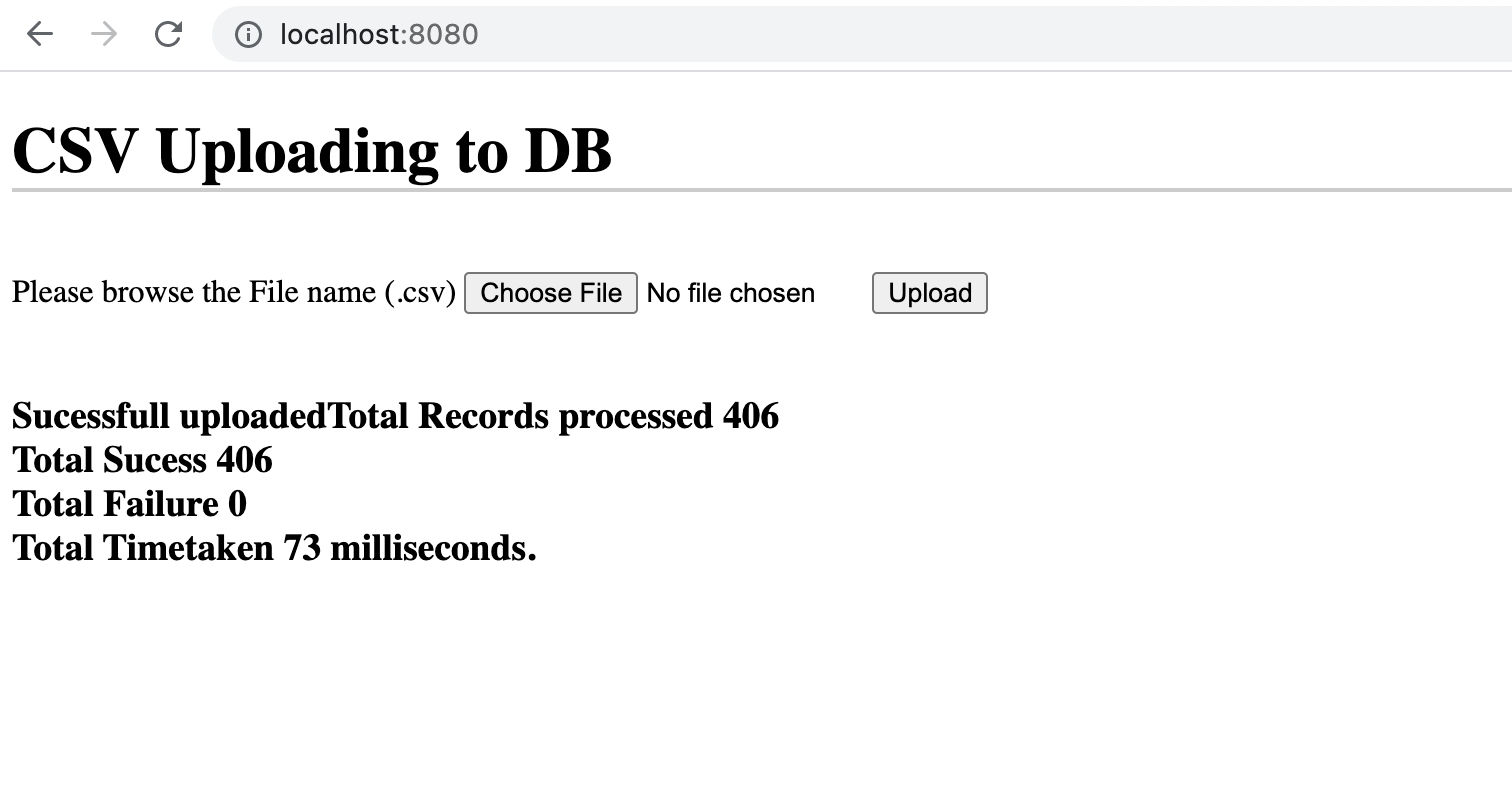 localhost:8080
CSV Uploading to DB
Please browse the File name (.csv) Choose File No file chosen Upload
Sucessfull uploadedTotal Records processed 406
Total Sucess 406
Total Failure 0
Total Timetaken 73 milliseconds.